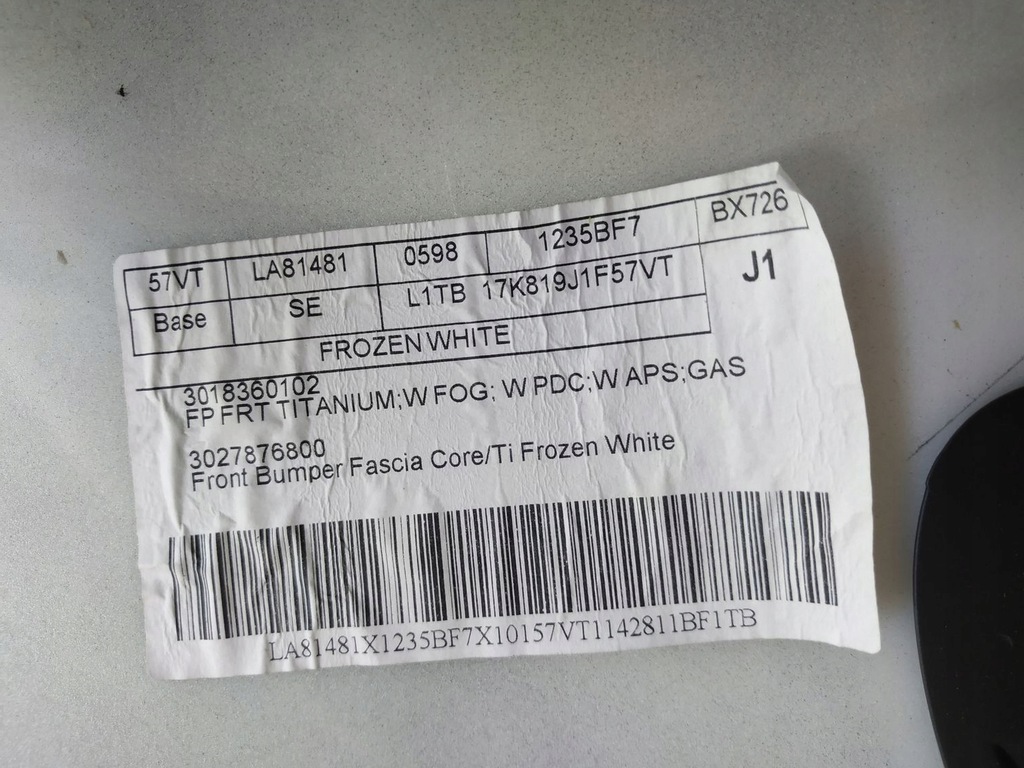 57VT LA81481 0598 1235BF7 BX726
Base SE L1TB 17K819J1F57VT J1
FROZEN WHITE
3018360102
FP FRT TITANIUM;W FOG; W PDC;W APS;GAS
3027876800
Front Bumper Fascia Core/Ti Frozen White
LA81481X1235BF7X10157VT1142811BF1TB